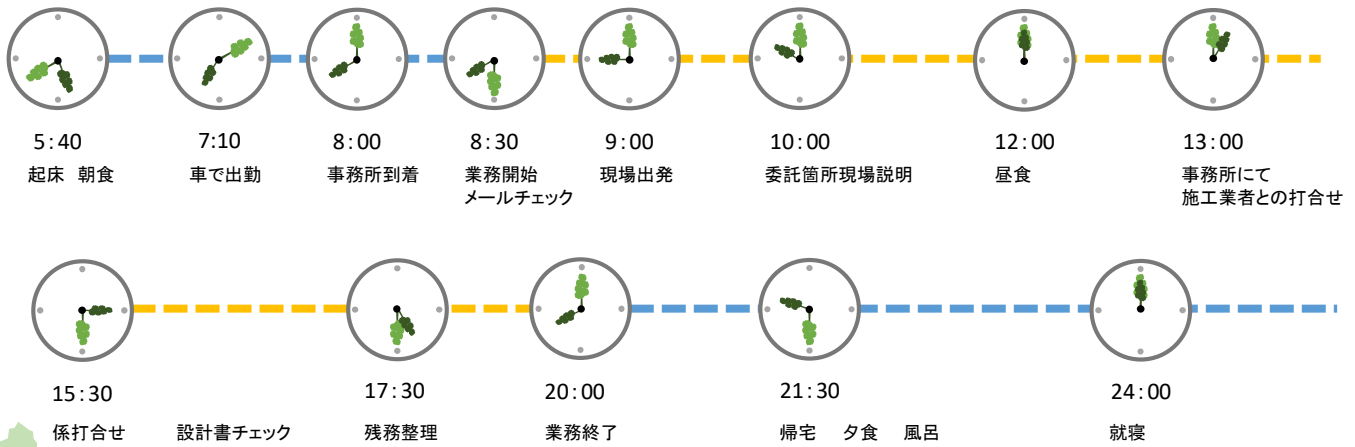 5:40 7:10 8:00 8:30 9:00 10:00 12:00 13:00
起床 朝食 車で出勤 事務所到着 業務開始 現場出発 委託箇所現場説明 昼食 事務所にて
メールチェック 施工業者との打合せ
15:30 17:30 20:00 21:30 24:00
係打合せ 設計書チェック 残務整理 業務終了 帰宅 夕食 風呂 就寝